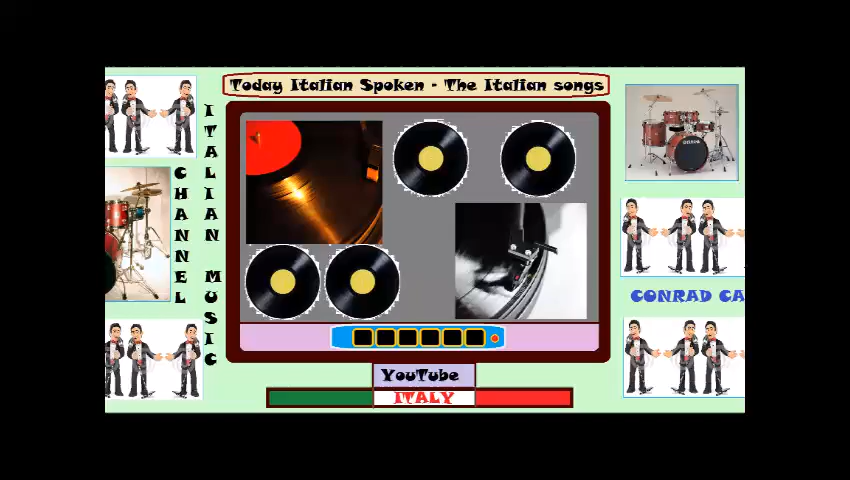 Today Italian Spoken - The Italian songs
ITALIAN MUSIC
CHANNEL
CONRAD CA
YouTube
ITALY